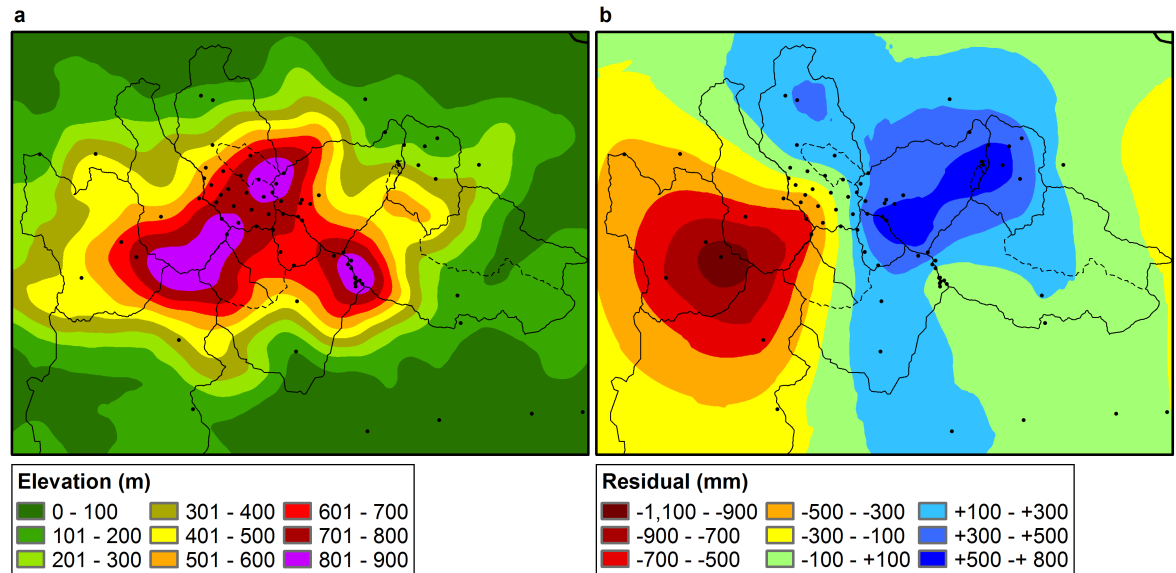 a
b
Elevation (m)
0 - 100
301 - 400
601 - 700
101 - 200
401 - 500
701 - 800
201 - 300
501 - 600
801 - 900
Residual (mm)
-1,100 - -900
-500 - -300
+100 - +300
-900 - -700
-300 - -100
+300 - +500
-700 - -500
-100 - +100
+500 -+ 800